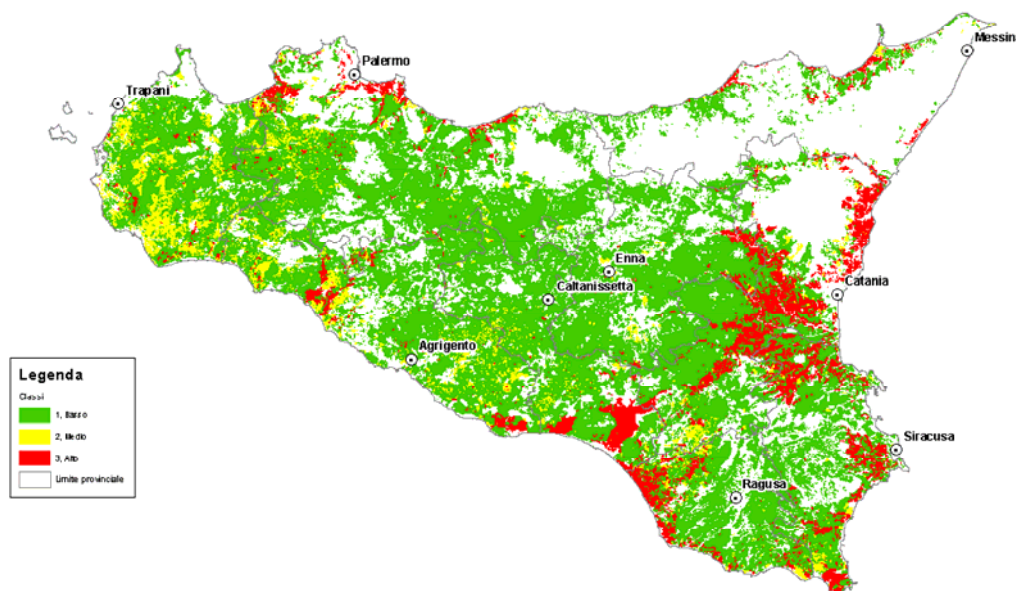 Messin
Palermo
Trapani
Enna
Caltanissetta
Catania
Agrigento
Siracusa
Ragusa
Legenda
Classi
1, Basso
2, Medio
3, Alto
Limite provinciale